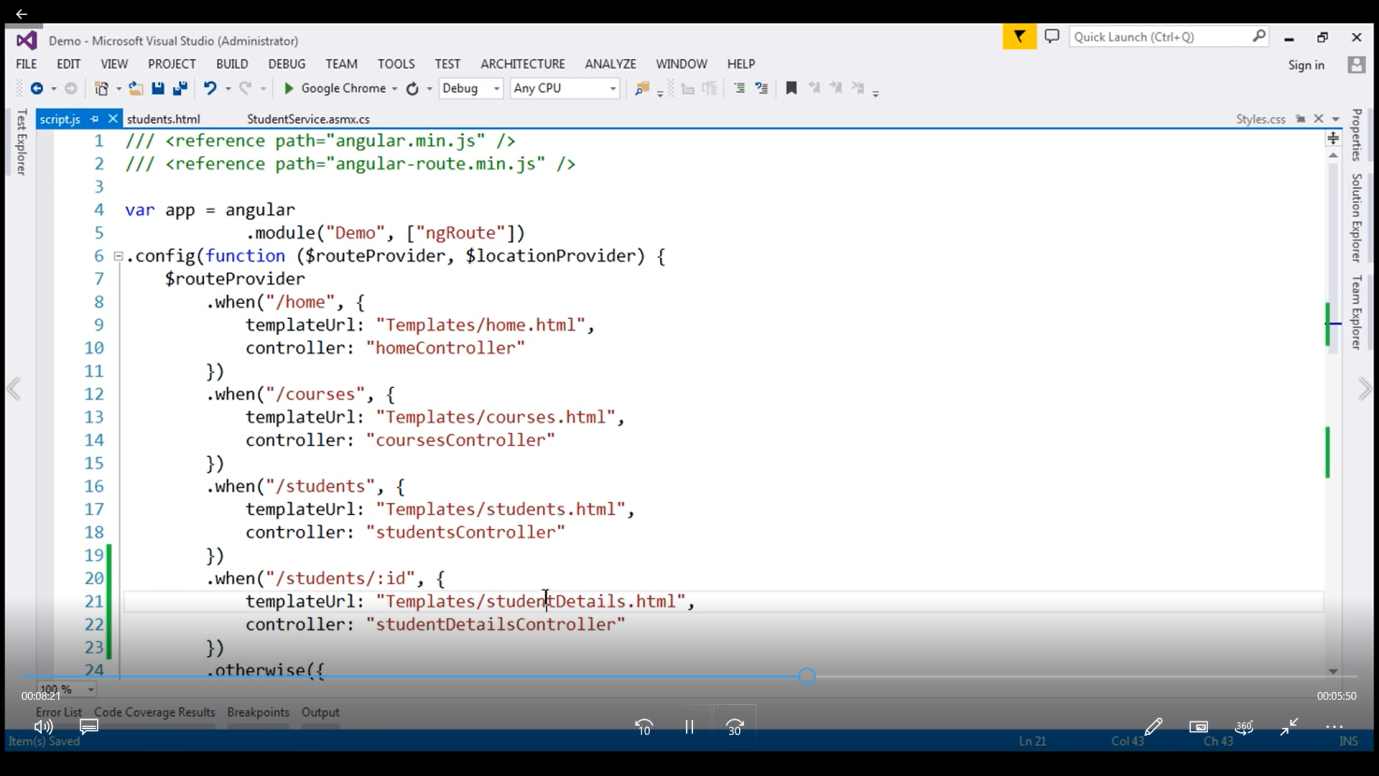 Demo - Microsoft Visual Studio (Administrator)
Quick Launch (Ctrl+Q)
FILE EDIT VIEW PROJECT BUILD DEBUG TEAM TOOLS TEST ARCHITECTURE ANALYZE WINDOW HELP
Sign in
Google Chrome Debug Any CPU
Test Explorer
script.js students.html StudentService.asmx.cs Styles.css
Properties
Solution Explorer
Team Explorer
1 /// <reference path="angular.min.js" />
2 /// <reference path="angular-route.min.js" />
3
4 var app = angular
5 .module("Demo", ["ngRoute"])
6 .config(function ($routeProvider, $locationProvider) {
7 $routeProvider
8 .when("/home", {
9 templateUrl: "Templates/home.html",
10 controller: "homeController"
11 })
12 .when("/courses", {
13 templateUrl: "Templates/courses.html",
14 controller: "coursesController"
15 })
16 .when("/students", {
17 templateUrl: "Templates/students.html",
18 controller: "studentsController"
19 })
20 .when("/students/:id", {
21 templateUrl: "Templates/studentDetails.html",
22 controller: "studentDetailsController"
23 })
24 .otherwise({
100 %
00:08:21 00:05:50
Error List Code Coverage Results Breakpoints Output
10 30 360
Item(s) Saved Ln 21 Col 43 Ch 43 INS